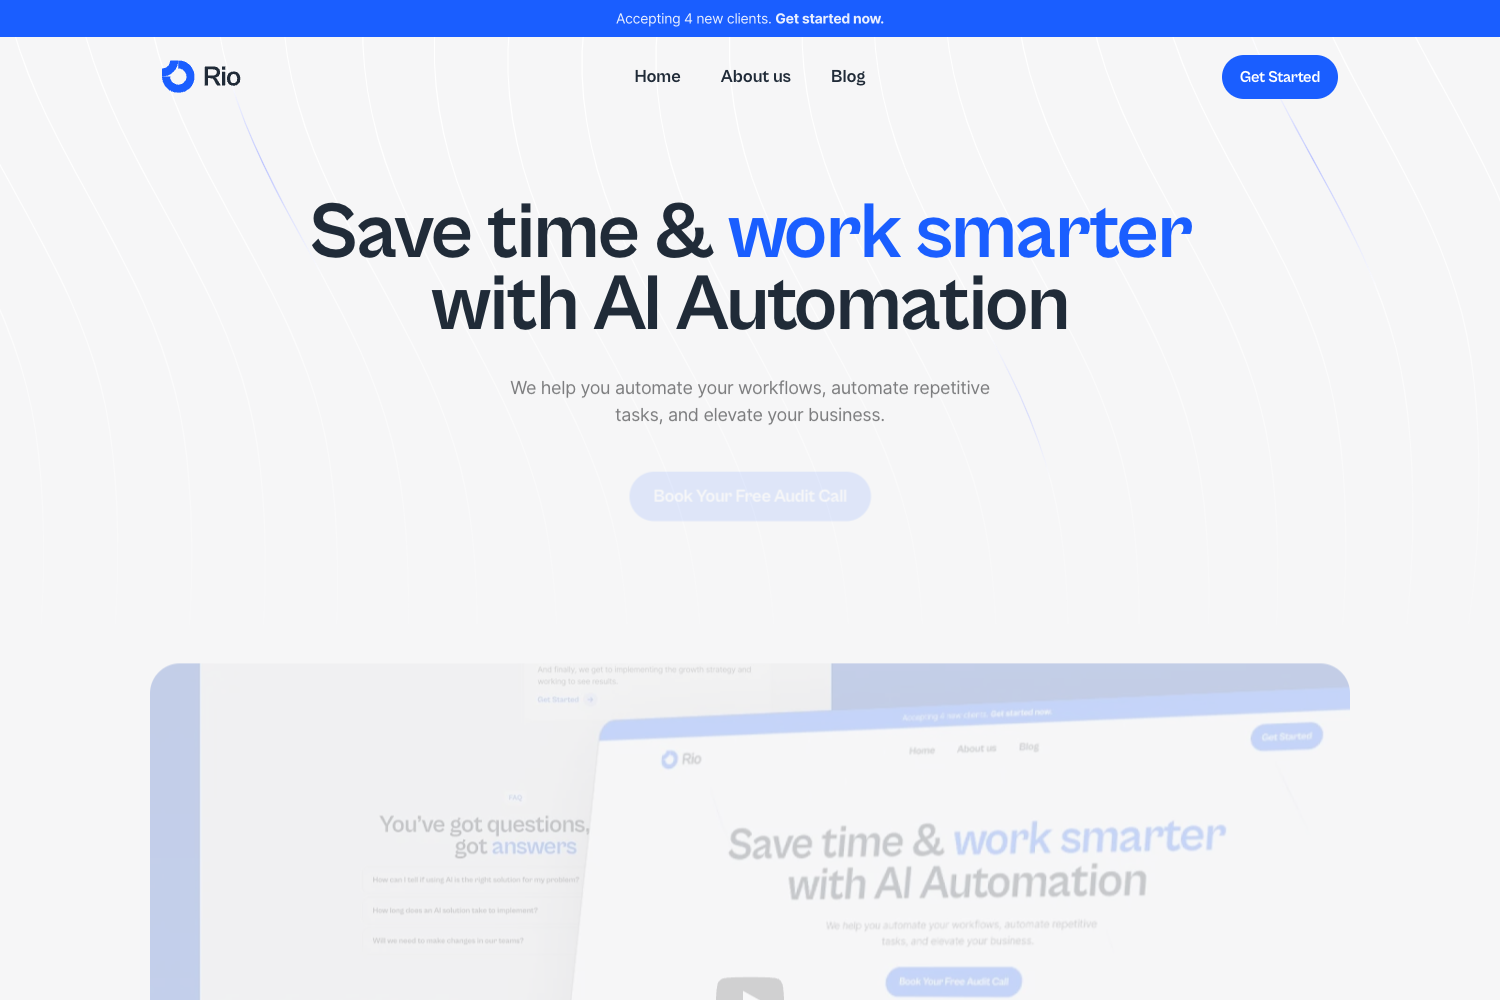 Accepting 4 new clients. Get started now.
Rio
Home
About us
Blog
Get Started
Save time & work smarter
with AI Automation
We help you automate your workflows, automate repetitive
tasks, and elevate your business.
Book Your Free Audit Call
And finally, we get to implementing the growth strategy and
working to see results.
Get Started
FAQ
You've got questions,
got answers
How can I tell if using AI is the right solution for my problem?
How long does an AI solution take to implement?
Will we need to make changes in our teams?
Accepting 4 new clients. Get started now.
Rio
Home
About us
Blog
Get Started
Save time & work smarter
with AI Automation
We help you automate your workflows, automate repetitive
tasks, and elevate your business.
Book Your Free Audit Call